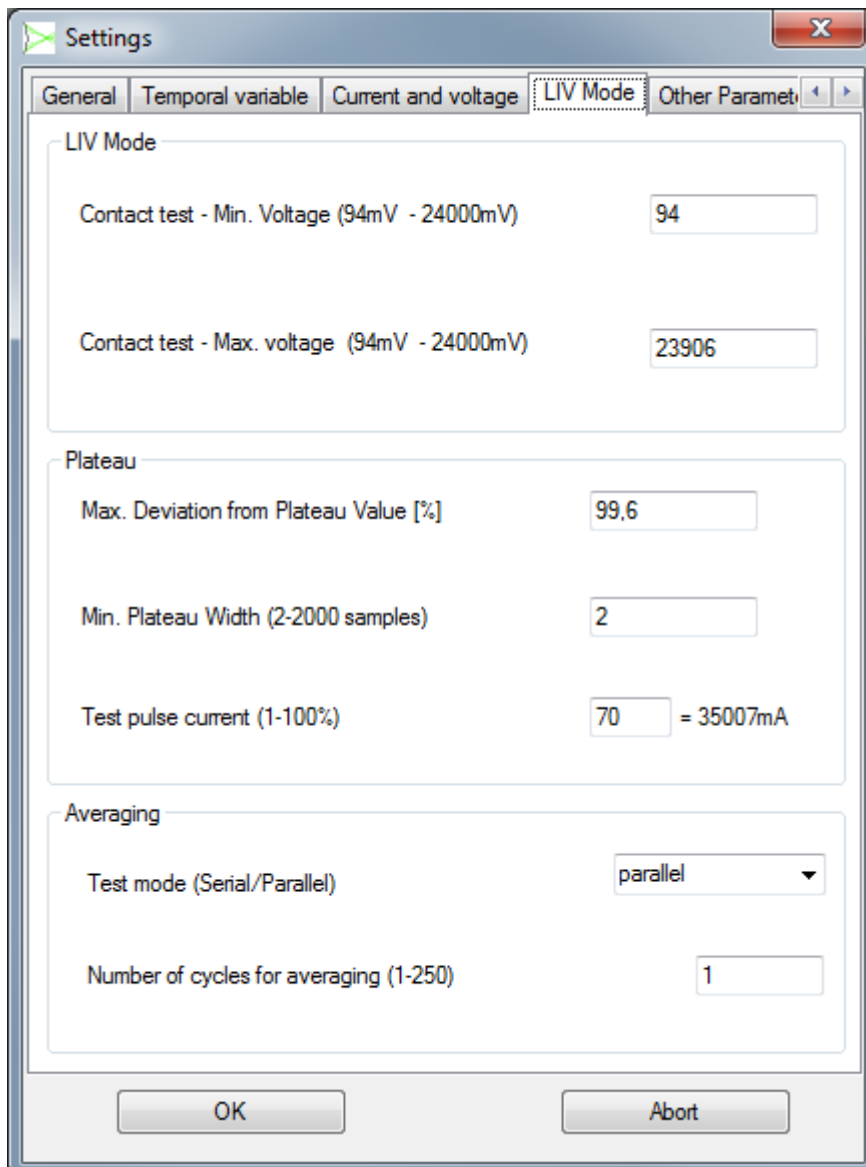 Settings
General Temporal variable Current and voltage LIV Mode Other Paramet
LIV Mode
Contact test - Min. Voltage (94mV - 24000mV) 94
Contact test - Max. voltage (94mV - 24000mV) 23906
Plateau
Max. Deviation from Plateau Value [%] 99,6
Min. Plateau Width (2-2000 samples) 2
Test pulse current (1-100%) 70 = 35007mA
Averaging
Test mode (Serial/Parallel) parallel
Number of cycles for averaging (1-250) 1
OK Abort